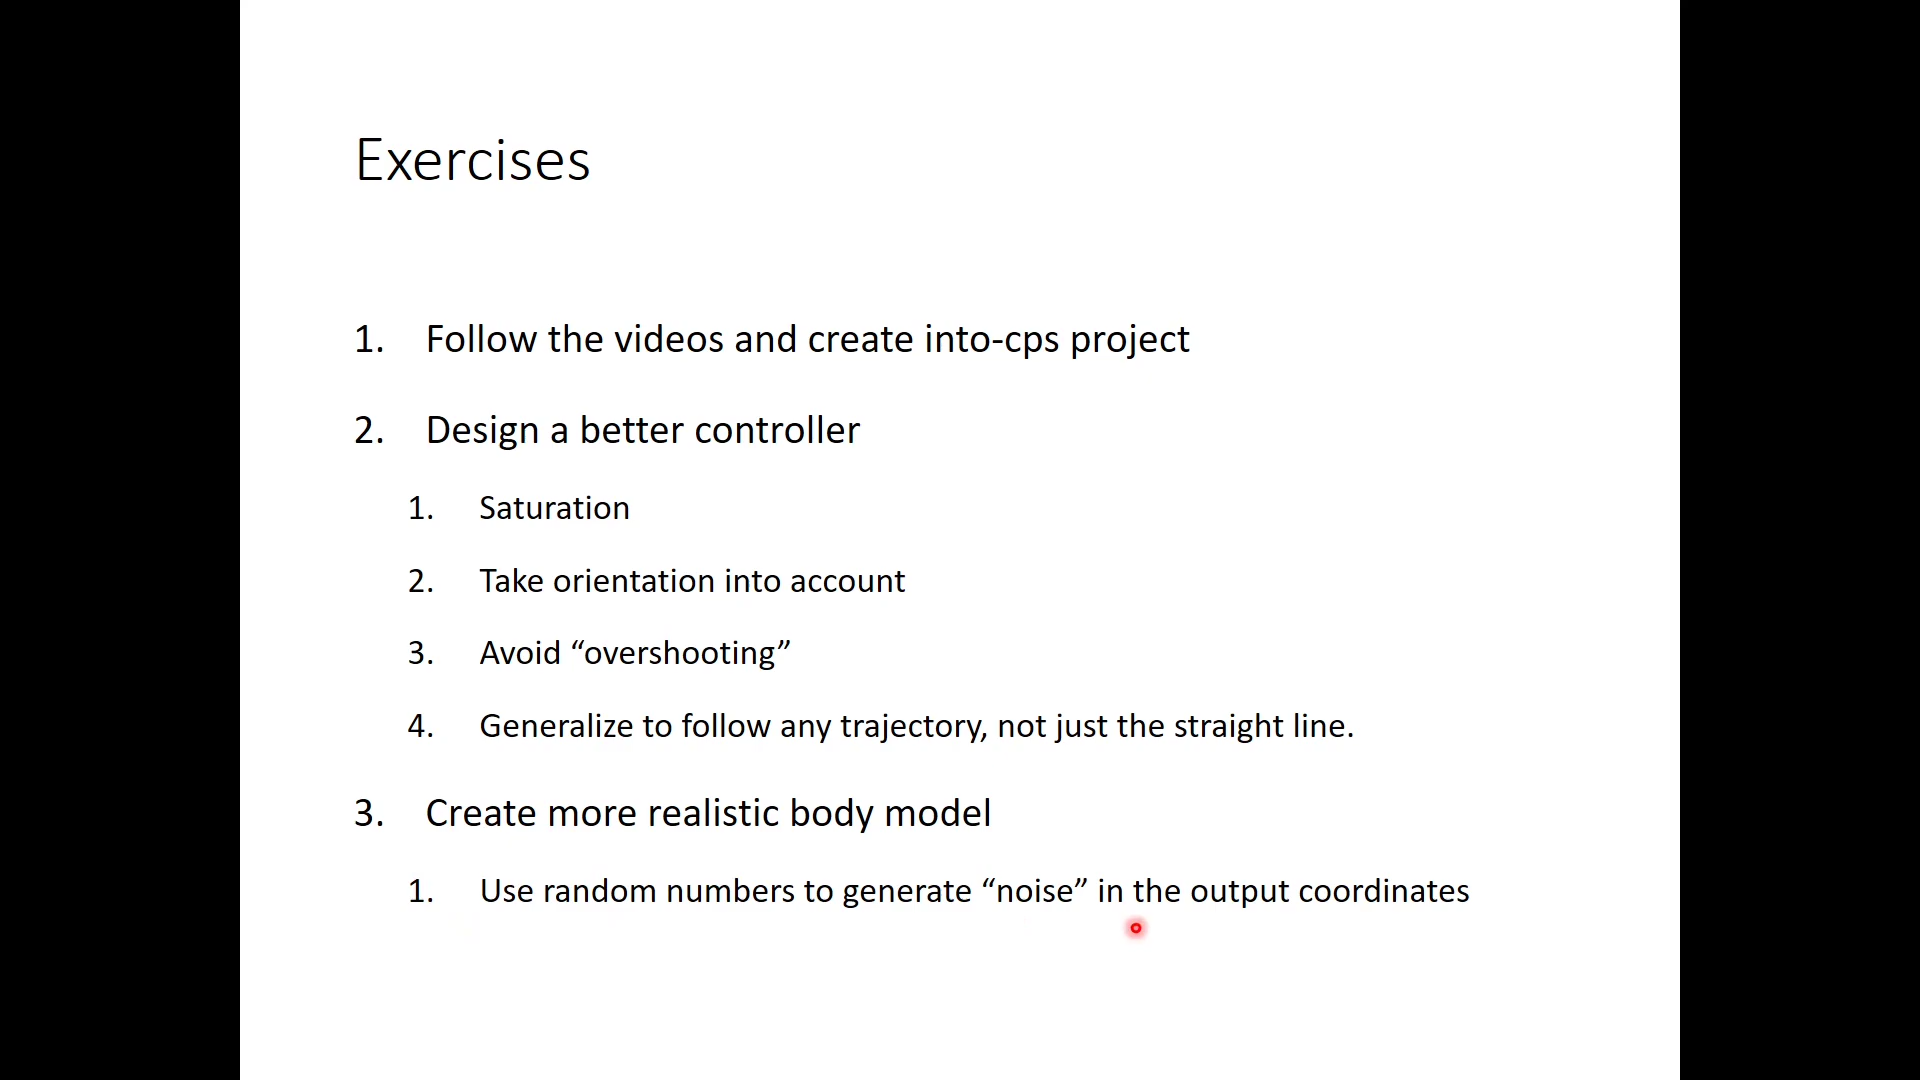 Exercises
1. Follow the videos and create into-cps project
2. Design a better controller
1. Saturation
2. Take orientation into account
3. Avoid “overshooting”
4. Generalize to follow any trajectory, not just the straight line.
3. Create more realistic body model
1. Use random numbers to generate “noise” in the output coordinates